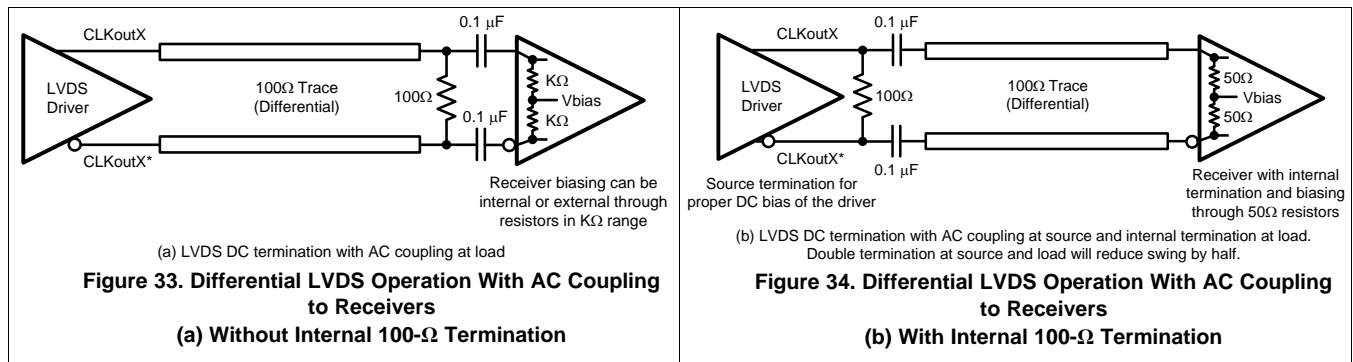 0.1 µF
CLKoutX
LVDS
Driver
100Ω Trace
(Differential)
100Ω
KΩ
Vbias
KΩ
0.1 µF
CLKoutX*
Receiver biasing can be
internal or external through
resistors in KΩ range
(a) LVDS DC termination with AC coupling at load
Figure 33. Differential LVDS Operation With AC Coupling
to Receivers
(a) Without Internal 100-Ω Termination
CLKoutX
0.1 µF
LVDS
Driver
100Ω
100Ω Trace
(Differential)
50Ω
Vbias
50Ω
CLKoutX*
0.1 µF
Source termination for
proper DC bias of the driver
Receiver with internal
termination and biasing
through 50Ω resistors
(b) LVDS DC termination with AC coupling at source and internal termination at load.
Double termination at source and load will reduce swing by half.
Figure 34. Differential LVDS Operation With AC Coupling
to Receivers
(b) With Internal 100-Ω Termination